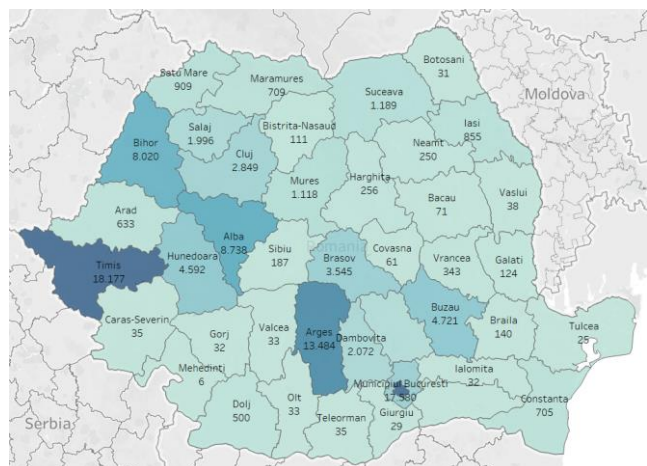 Botosani
31
Satu Mare
909
Maramures
709
Suceava
1.189
Moldova
Salaj
1.996
Bistrita-Nasaud
111
Iasi
855
Bihor
8.020
Cluj
2.849
Neamt
250
Mures
1.118
Harghita
256
Bacau
71
Vaslui
38
Arad
633
Alba
8.738
Romania
Timis
18.177
Hunedoara
4.592
Sibiu
187
Brasov
3.545
Covasna
61
Vrancea
343
Galati
124
Caras-Severin
35
Gorj
32
Valcea
33
Arges
13.484
Dambovita
2.072
Buzau
4.721
Braila
140
Tulcea
25
Mehedinti
6
Municipiul Bucuresti
17.580
Ialomita
32
Serbia
Dolj
500
Olt
33
Teleorman
35
Giurgiu
29
Constanta
705